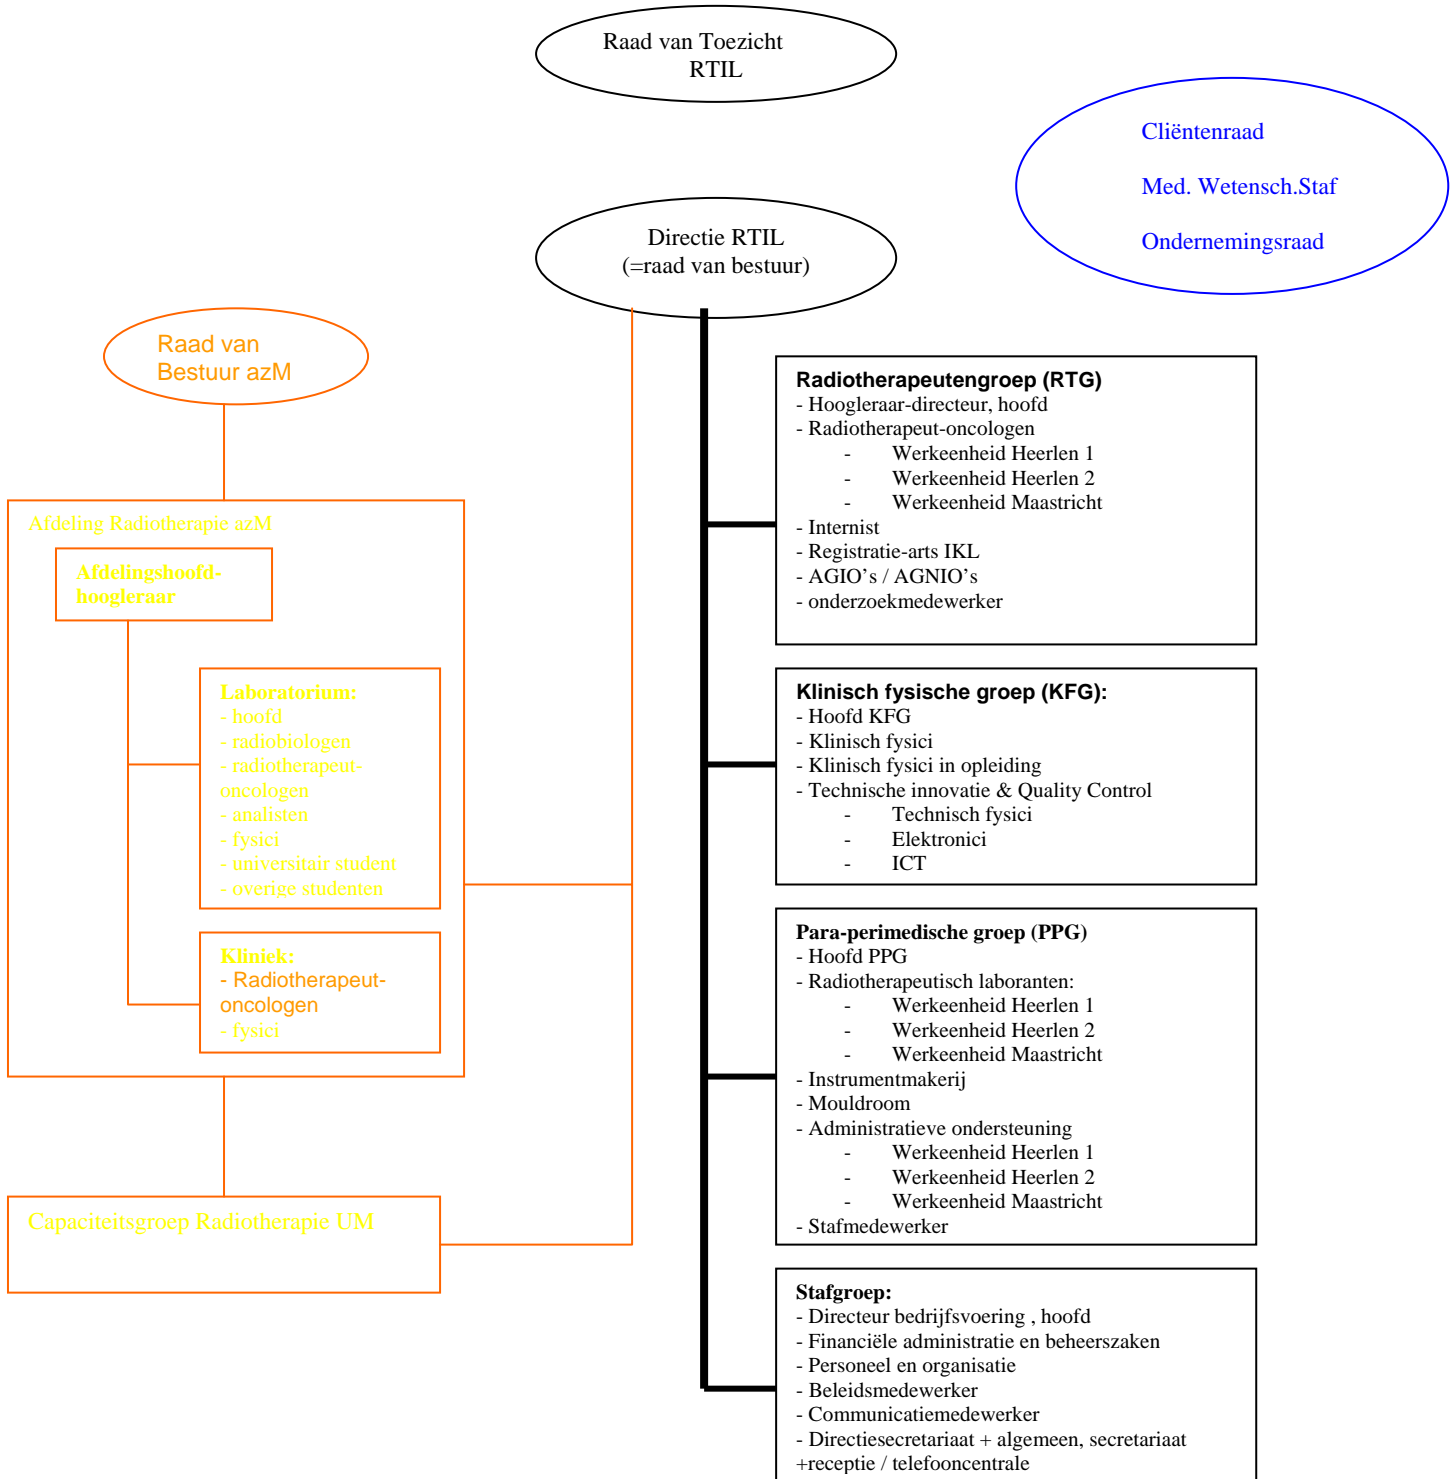 Raad van Toezicht
RTIL
Cliëntenraad
Med. Wetensch.Staf
Ondernemingsraad
Directie RTIL
(=raad van bestuur)
Raad van
Bestuur azM
Afdeling Radiotherapie azM
Afdelingshoofd-
hoogleraar
Laboratorium:
- hoofd
- radiobiologen
- radiotherapeut-
oncologen
- analisten
- fysici
- universitair student
- overige studenten
Kliniek:
- Radiotherapeut-
oncologen
- fysici
Capaciteitsgroep Radiotherapie UM
Radiotherapeutengroep (RTG)
- Hoogleraar-directeur, hoofd
- Radiotherapeut-oncologen
- Werkeenheid Heerlen 1
- Werkeenheid Heerlen 2
- Werkeenheid Maastricht
- Internist
- Registratie-arts IKL
- AGIO's / AGNIO's
- onderzoekmedewerker
Klinisch fysische groep (KFG):
- Hoofd KFG
- Klinisch fysici
- Klinisch fysici in opleiding
- Technische innovatie & Quality Control
- Technisch fysici
- Elektronici
- ICT
Para-perimedische groep (PPG)
- Hoofd PPG
- Radiotherapeutisch laboranten:
- Werkeenheid Heerlen 1
- Werkeenheid Heerlen 2
- Werkeenheid Maastricht
- Instrumentmakerij
- Mouldroom
- Administratieve ondersteuning
- Werkeenheid Heerlen 1
- Werkeenheid Heerlen 2
- Werkeenheid Maastricht
- Stafmedewerker
Stafgroep:
- Directeur bedrijfsvoering , hoofd
- Financiële administratie en beheerszaken
- Personeel en organisatie
- Beleidsmedewerker
- Communicatiemedewerker
- Directiesecretariaat + algemeen, secretariaat
+receptie / telefooncentrale